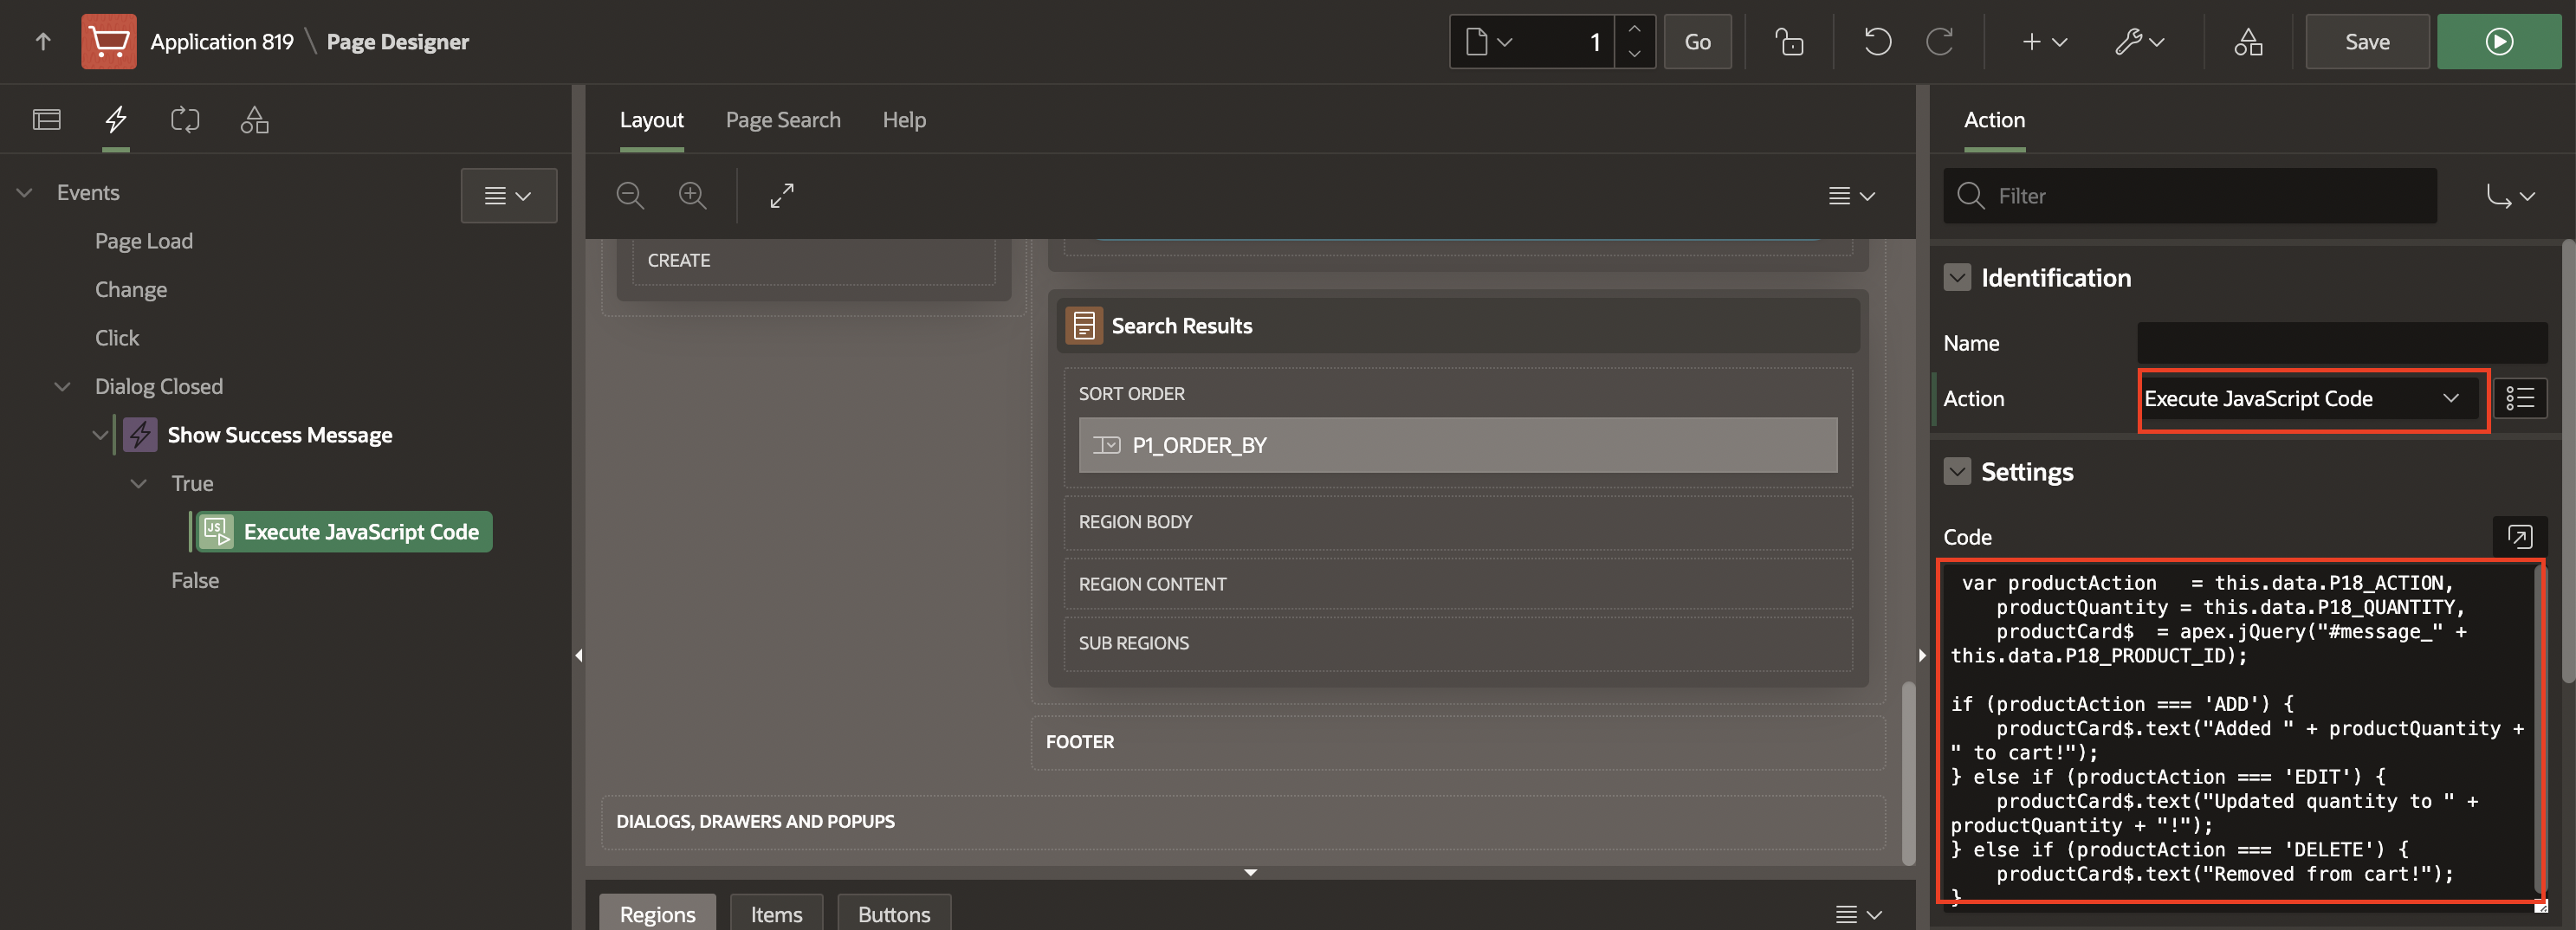 Application 819 \ Page Designer
1
Go
Save
Events
Page Load
Change
Click
Dialog Closed
Show Success Message
True
JS
Execute JavaScript Code
False
Layout
Page Search
Help
CREATE
Search Results
SORT ORDER
P1_ORDER_BY
REGION BODY
REGION CONTENT
SUB REGIONS
FOOTER
DIALOGS, DRAWERS AND POPUPS
Regions
Items
Buttons
Action
Filter
Identification
Name
Action
Execute JavaScript Code
Settings
Code
var productAction   = this.data.P18_ACTION,
    productQuantity = this.data.P18_QUANTITY,
    productCard$  = apex.jQuery("#message_" +
this.data.P18_PRODUCT_ID);
if (productAction === 'ADD') {
    productCard$.text("Added " + productQuantity +
" to cart!");
} else if (productAction === 'EDIT') {
    productCard$.text("Updated quantity to " +
productQuantity + "!");
} else if (productAction === 'DELETE') {
    productCard$.text("Removed from cart!");
}